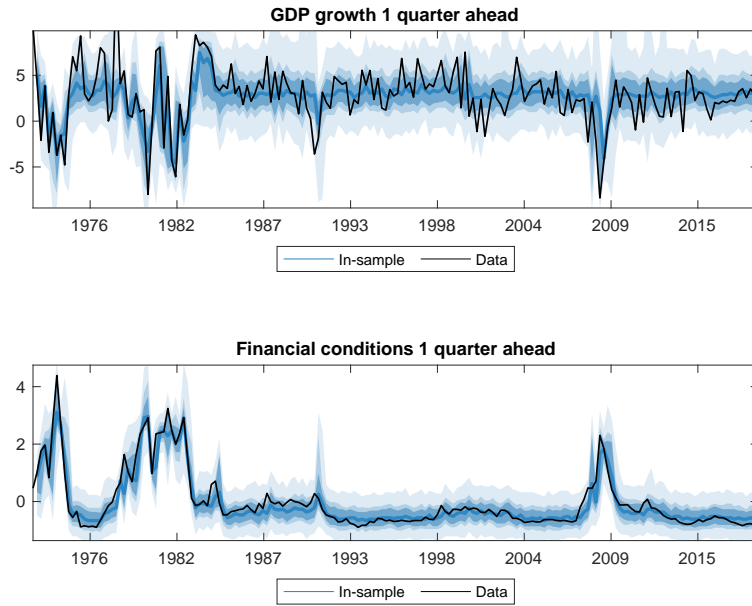 GDP growth 1 quarter ahead
5
0
-5
1976 1982 1987 1993 1998 2004 2009 2015
In-sample Data
Financial conditions 1 quarter ahead
4
2
0
1976 1982 1987 1993 1998 2004 2009 2015
In-sample Data